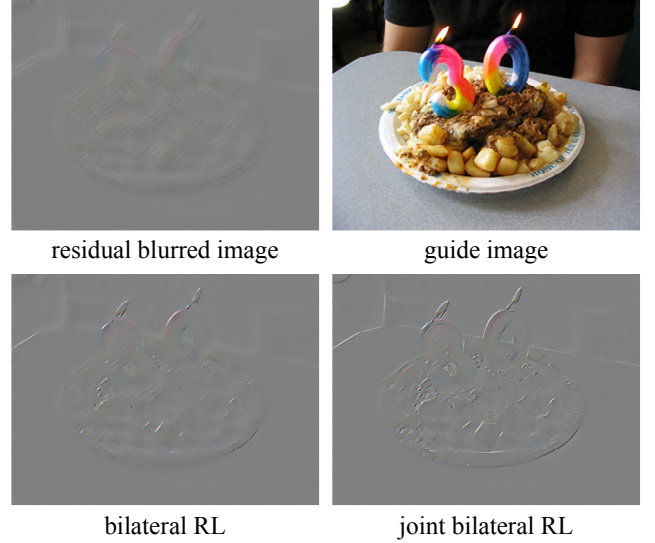 residual blurred image
guide image
bilateral RL
joint bilateral RL